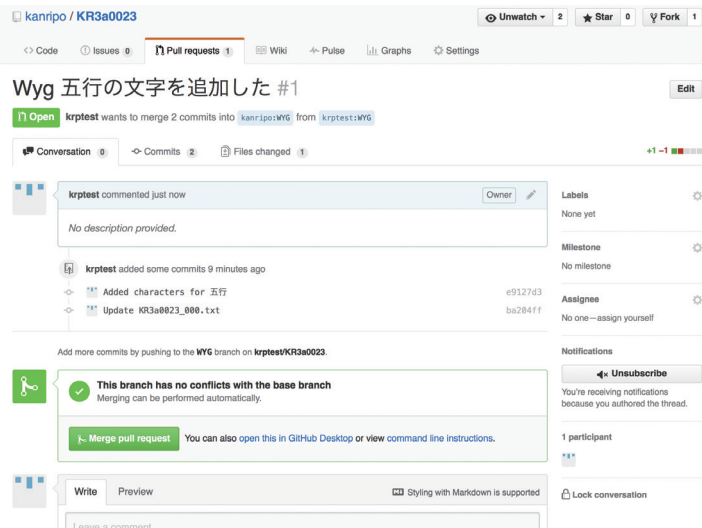 kanripo / KR3a0023
Unwatch 2 Star 0 Fork 1
Code Issues 0 Pull requests 1 Wiki Pulse Graphs Settings
Wyg 五行の文字を追加した #1
Edit
Open krptest wants to merge 2 commits into kanripo:WYG from krptest:WYG
Conversation 0 Commits 2 Files changed 1 +1 −1
krptest commented just now Owner
No description provided.
krptest added some commits 9 minutes ago
Added characters for 五行 e9127d3
Update KR3a0023_000.txt ba204ff
Add more commits by pushing to the WYG branch on krptest/KR3a0023.
This branch has no conflicts with the base branch
Merging can be performed automatically.
Merge pull request You can also open this in GitHub Desktop or view command line instructions.
Write Preview Styling with Markdown is supported
Leave a comment
Labels
None yet
Milestone
No milestone
Assignee
No one—assign yourself
Notifications
Unsubscribe
You're receiving notifications
because you authored the thread.
1 participant
Lock conversation